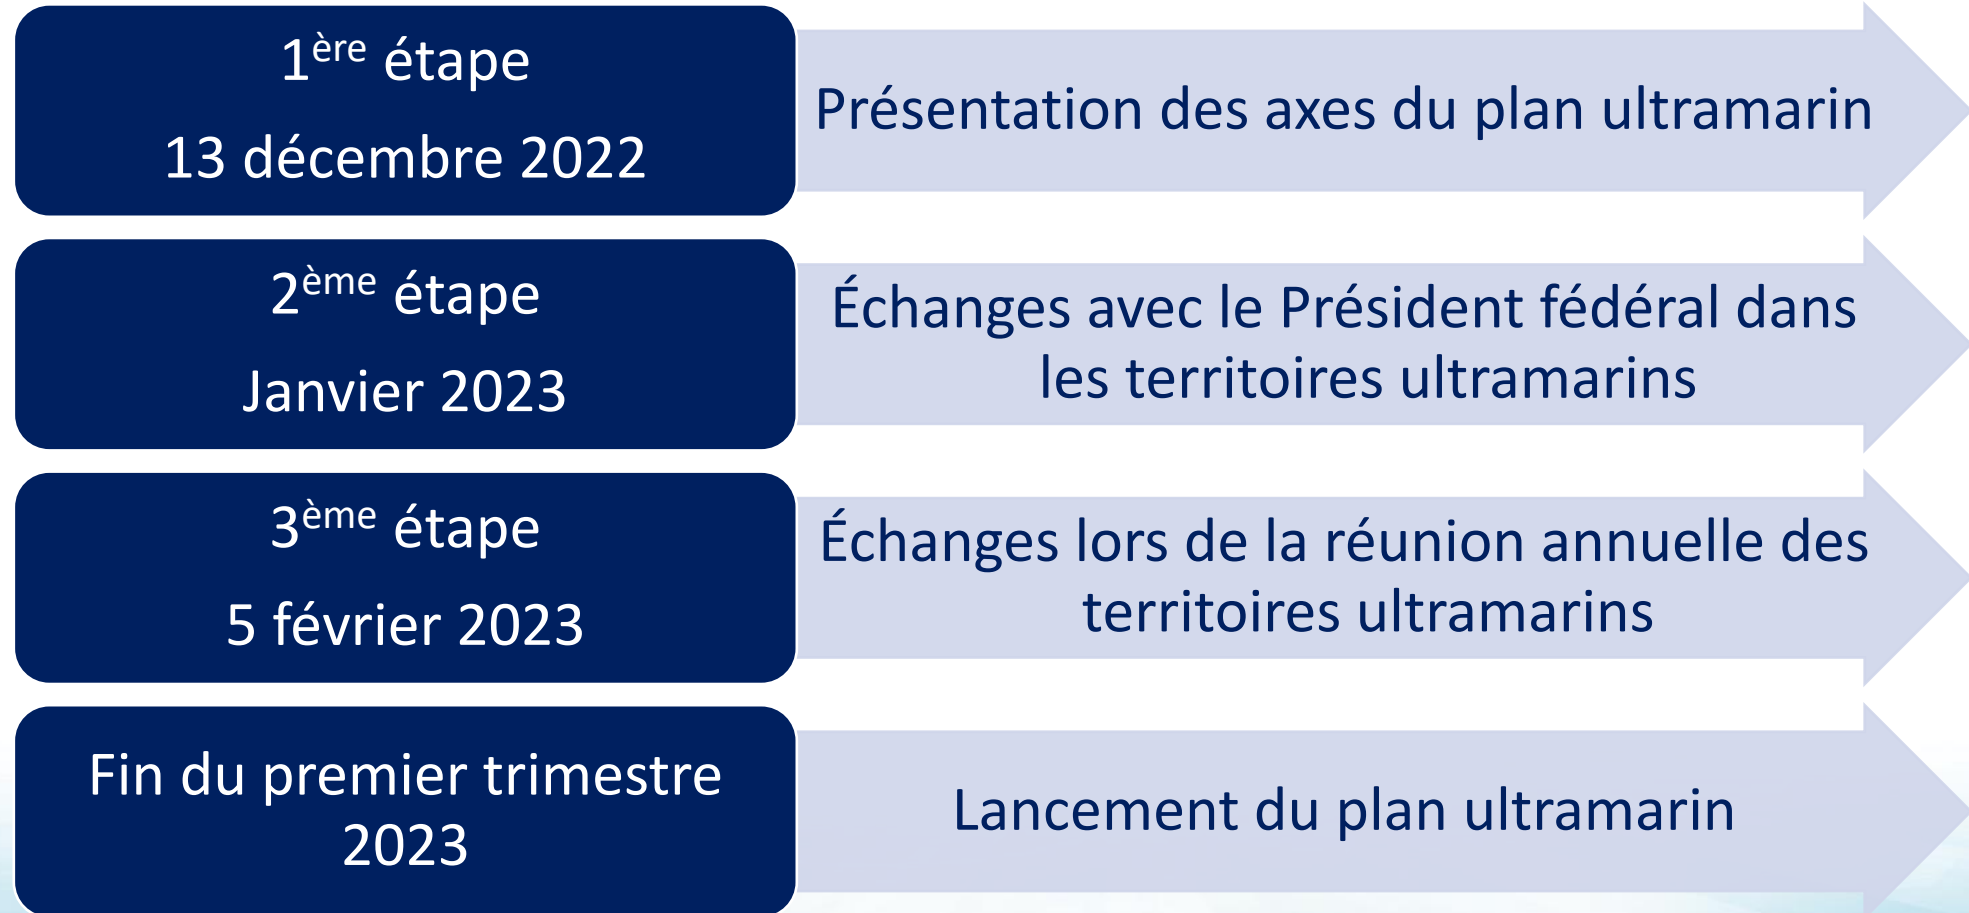 1ère étape
13 décembre 2022
Présentation des axes du plan ultramarin
2ème étape
Janvier 2023
Échanges avec le Président fédéral dans
les territoires ultramarins
3ème étape
5 février 2023
Échanges lors de la réunion annuelle des
territoires ultramarins
Fin du premier trimestre
2023
Lancement du plan ultramarin